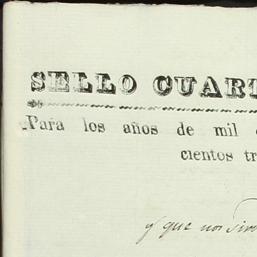 SELLO CUART
Para los años de mil
cientos tr
y que nos